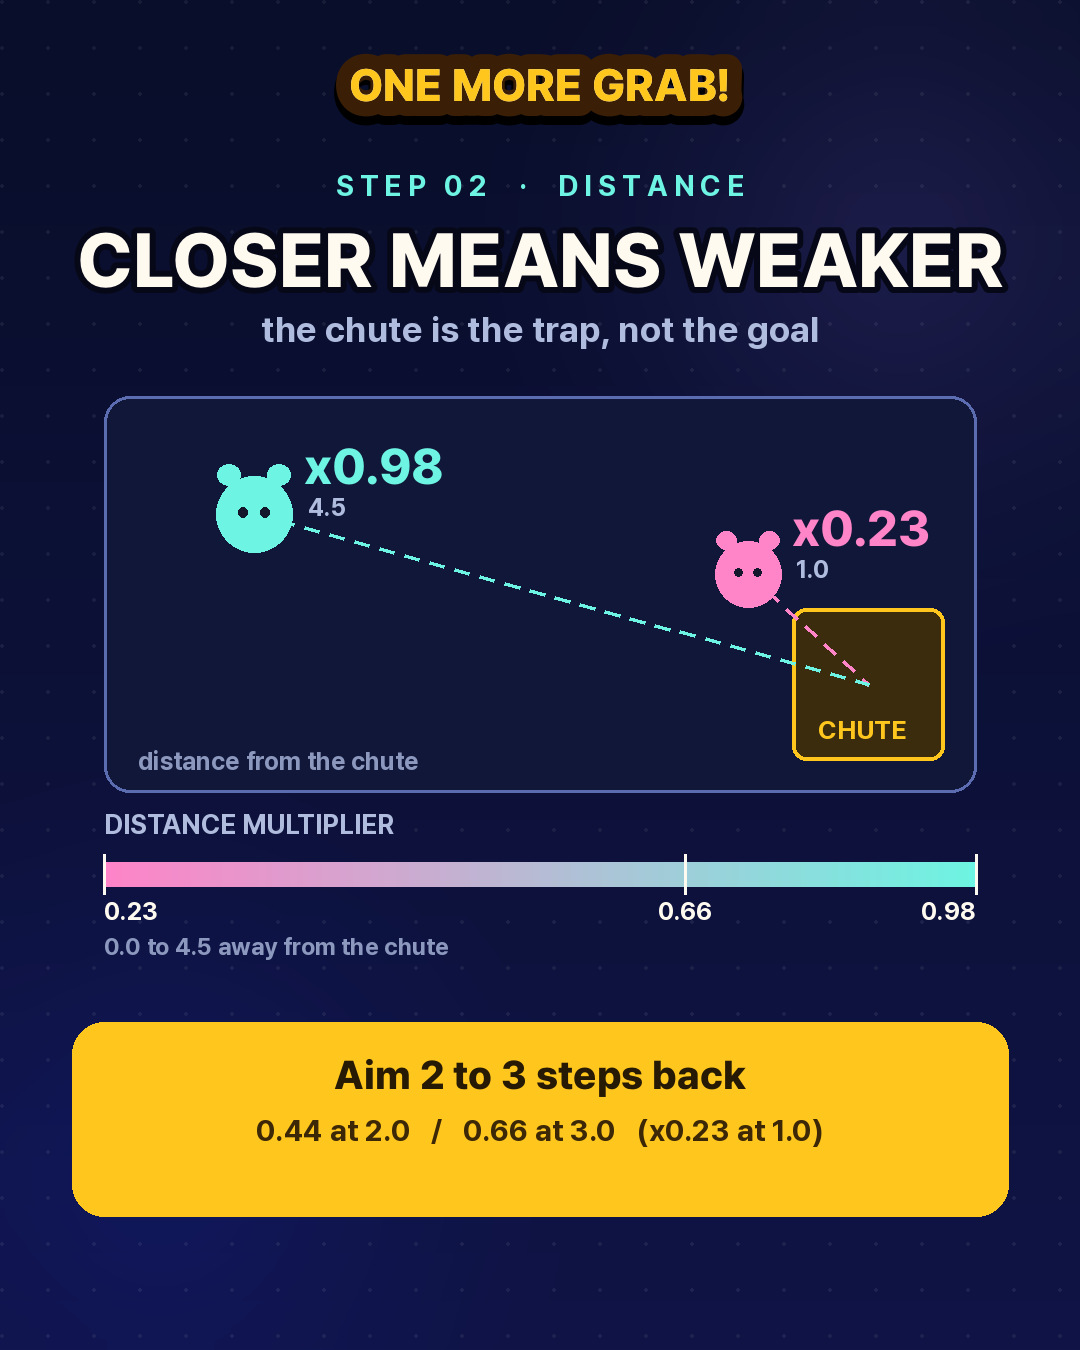 ONE MORE GRAB!
STEP 02 · DISTANCE
CLOSER MEANS WEAKER
the chute is the trap, not the goal
x0.98
4.5
x0.23
1.0
CHUTE
distance from the chute
DISTANCE MULTIPLIER
0.23 0.66 0.98
0.0 to 4.5 away from the chute
Aim 2 to 3 steps back
0.44 at 2.0 / 0.66 at 3.0 (x0.23 at 1.0)